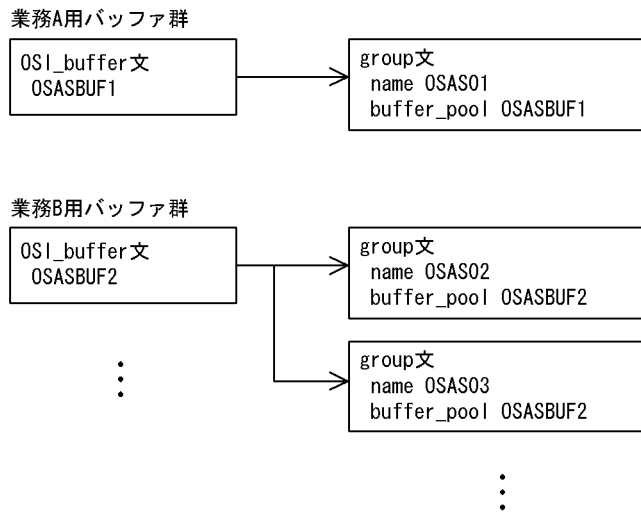 業務A用バッファ群
OSI_buffer文
OSASBUF1
group文
name OSAS01
buffer_pool OSASBUF1
業務B用バッファ群
OSI_buffer文
OSASBUF2
group文
name OSAS02
buffer_pool OSASBUF2
group文
name OSAS03
buffer_pool OSASBUF2